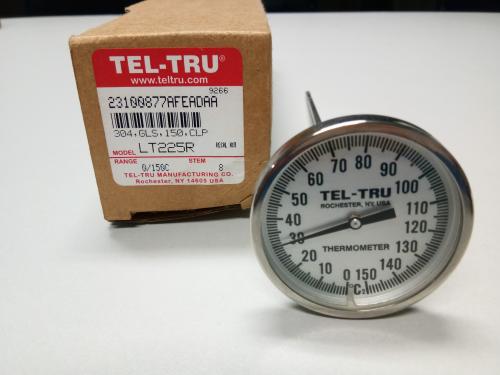 TEL-TRU®
www.teltru.com
9266
23100877AFEADAA
304,GLS,150,CLP
MODEL LT225R
RANGE STEM
0/150C 8
TEL-TRU MANUFACTURING CO.
Rochester, NY 14605 USA
TEL-TRU
ROCHESTER, NY, USA
THERMOMETER
0 10 20 30 40 50 60 70 80 90 100 110 120 130 140 150
°C